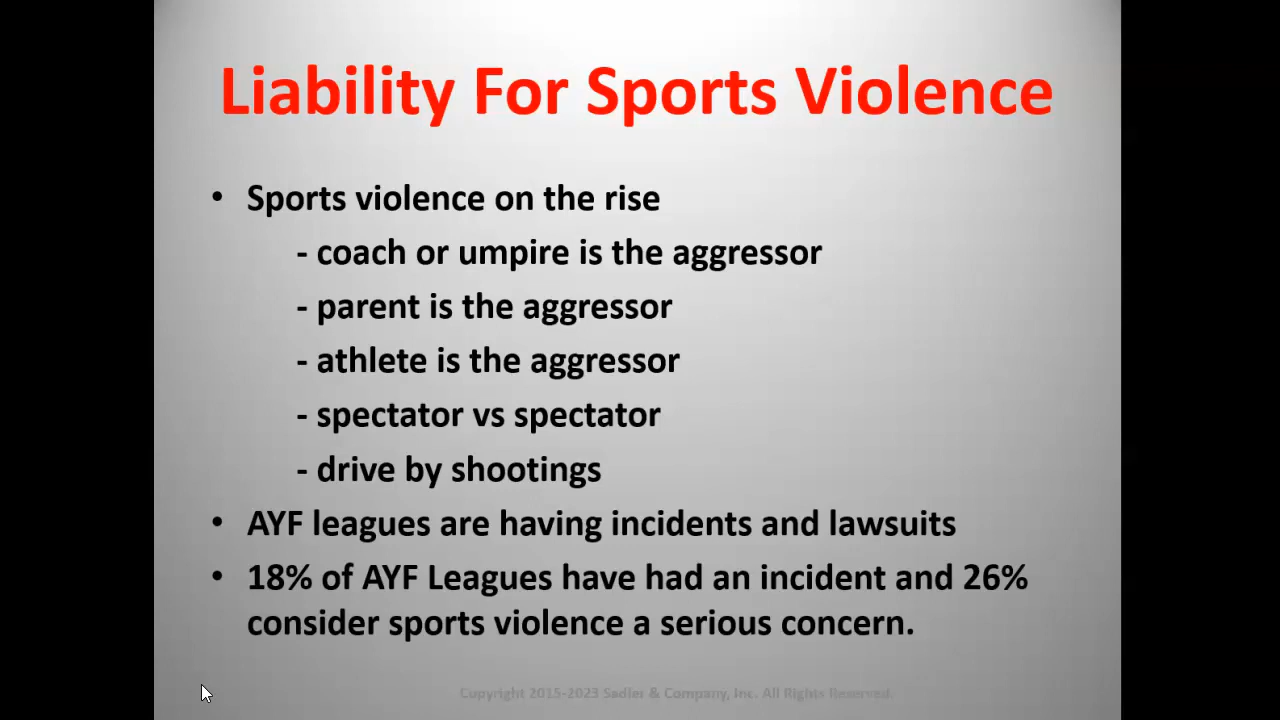 Liability For Sports Violence
• Sports violence on the rise
- coach or umpire is the aggressor
- parent is the aggressor
- athlete is the aggressor
- spectator vs spectator
- drive by shootings
• AYF leagues are having incidents and lawsuits
• 18% of AYF Leagues have had an incident and 26%
consider sports violence a serious concern.
Copyright 2015-2023 Sadler & Company, Inc. All Rights Reserved.